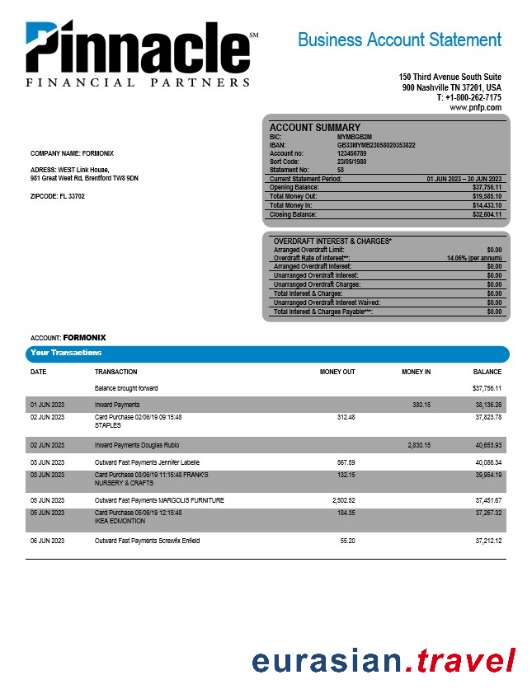 Pinnacle SM
FINANCIAL PARTNERS
Business Account Statement
150 Third Avenue South Suite
900 Nashville TN 37201, USA
T: +1-800-262-7175
www.pnfp.com
COMPANY NAME: FORMONIX
ADRESS: WEST Link House,
981 Great West Rd, Brentford TW8 9DN
ZIPCODE: FL 33702
ACCOUNT SUMMARY
BIC: MYMBGB2M
IBAN: GB33MYMB23058020353822
Account no: 123456789
Sort Code: 23/05/1980
Statement No: 58
Current Statement Period: 01 JUN 2023 – 30 JUN 2023
Opening Balance: $37,756.11
Total Money Out: $19,585.10
Total Money In: $14,433.10
Closing Balance: $32,604.11
OVERDRAFT INTEREST & CHARGES*
Arranged Overdraft Limit: $0.00
Overdraft Rate of Interest**: 14.06% (per annum)
Arranged Overdraft Interest: $0.00
Unarranged Overdraft Interest: $0.00
Unarranged Overdraft Charges: $0.00
Total Interest & Charges: $0.00
Unarranged Overdraft Interest Waived: $0.00
Total Interest & Charges Payable***: $0.00
ACCOUNT: FORMONIX
Your Transactions
DATE TRANSACTION MONEY OUT MONEY IN BALANCE
Balance brought forward $37,756.11
01 JUN 2023 Inward Payments 380.15 38,136.26
02 JUN 2023 Card Purchase 02/06/19 09:15:48 312.48 37,823.78
STAPLES
02 JUN 2023 Inward Payments Douglas Rubio 2,830.15 40,653.93
03 JUN 2023 Outward Fast Payments Jennifer Labelle 567.59 40,086.34
03 JUN 2023 Card Purchase 03/06/19 11:15:48 FRANK'S 132.15 39,954.19
NURSERY & CRAFTS
05 JUN 2023 Outward Fast Payments MARGOLIS FURNITURE 2,502.52 37,451.67
05 JUN 2023 Card Purchase 05/06/19 12:15:48 184.35 37,267.32
IKEA EDMONTION
06 JUN 2023 Outward Fast Payments Screwfix Enfield 55.20 37,212.12
eurasian.travel